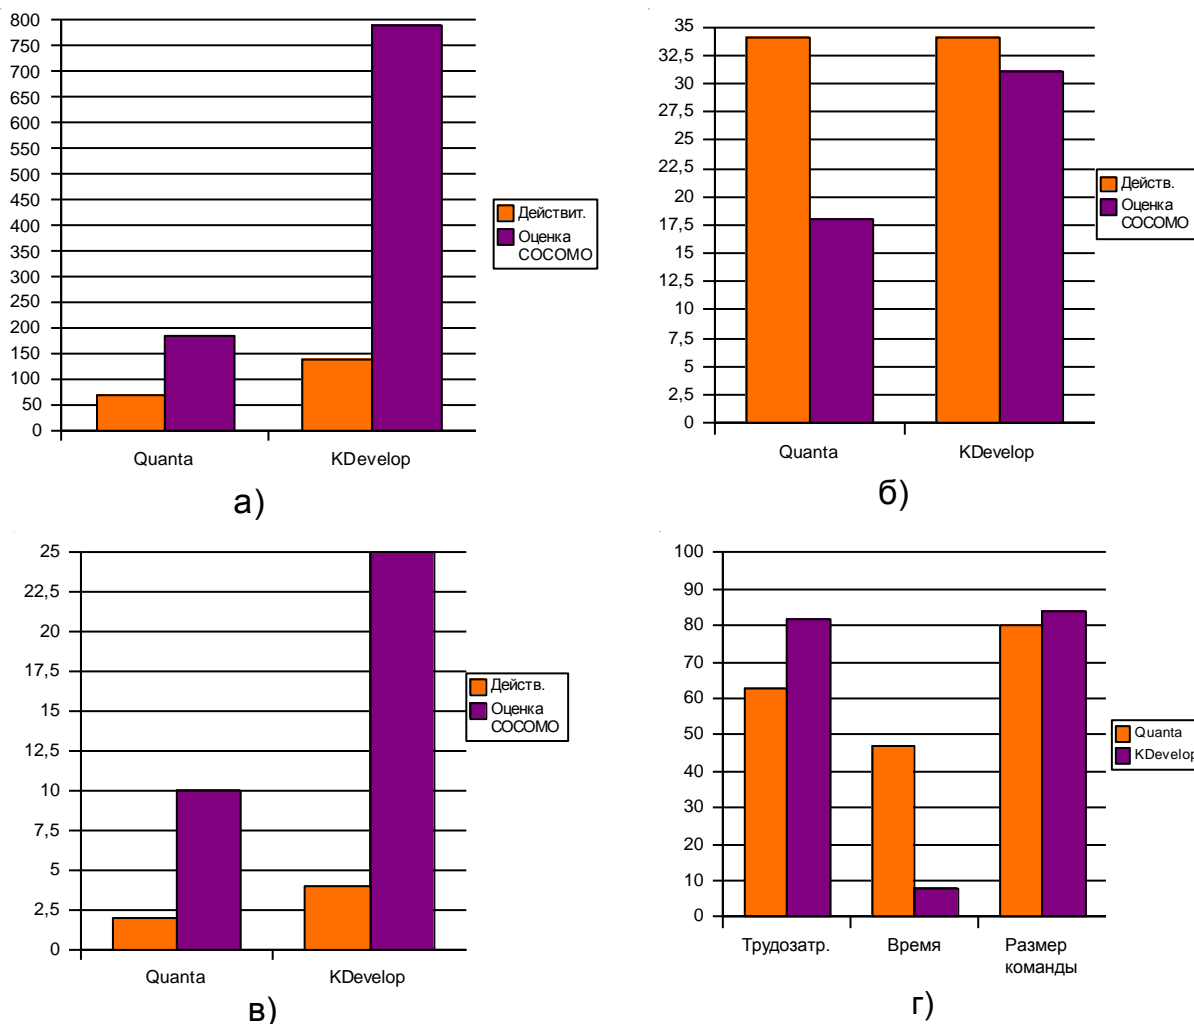 800
750
700
650
600
550
500
450
400
350
300
250
200
150
100
50
0
Quanta KDevelop
Действит.
Оценка
COCOMO
а)
35
32,5
30
27,5
25
22,5
20
17,5
15
12,5
10
7,5
5
2,5
0
Quanta KDevelop
Действ.
Оценка
COCOMO
б)
25
22,5
20
17,5
15
12,5
10
7,5
5
2,5
0
Quanta KDevelop
Действ.
Оценка
COCOMO
в)
100
90
80
70
60
50
40
30
20
10
0
Трудозатр. Время Размер
команды
Quanta
KDevelop
г)